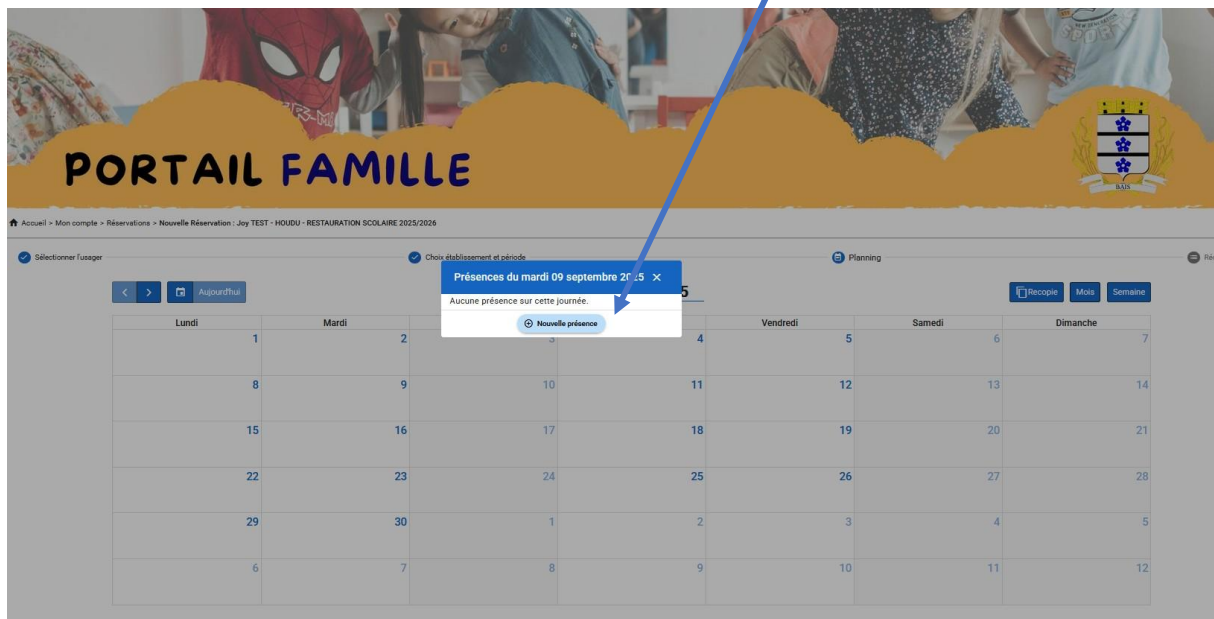 NEW GENERATION
SPORT
PORTAIL FAMILLE
BAIS
Accueil > Mon compte > Réservations > Nouvelle Réservation : Joy TEST - HOUDU - RESTAURATION SCOLAIRE 2025/2026
Sélectionner l'usager Choix établissement et période Planning
Présences du mardi 09 septembre 2025 ×
< > Aujourd'hui 5 Recopie Mois Semaine
Aucune présence sur cette journée.
Nouvelle présence
Lundi Mardi Vendredi Samedi Dimanche
1 2 3 4 5 6 7
8 9 10 11 12 13 14
15 16 17 18 19 20 21
22 23 24 25 26 27 28
29 30 1 2 3 4 5
6 7 8 9 10 11 12